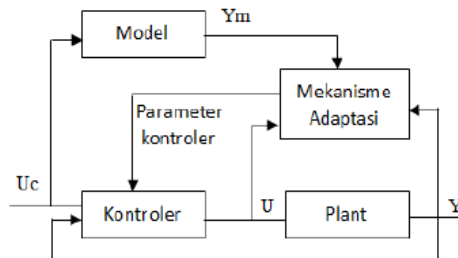 Ym
Model
Mekanisme
Adaptasi
Parameter
kontroler
Uc
Kontroler
U
Plant
Y